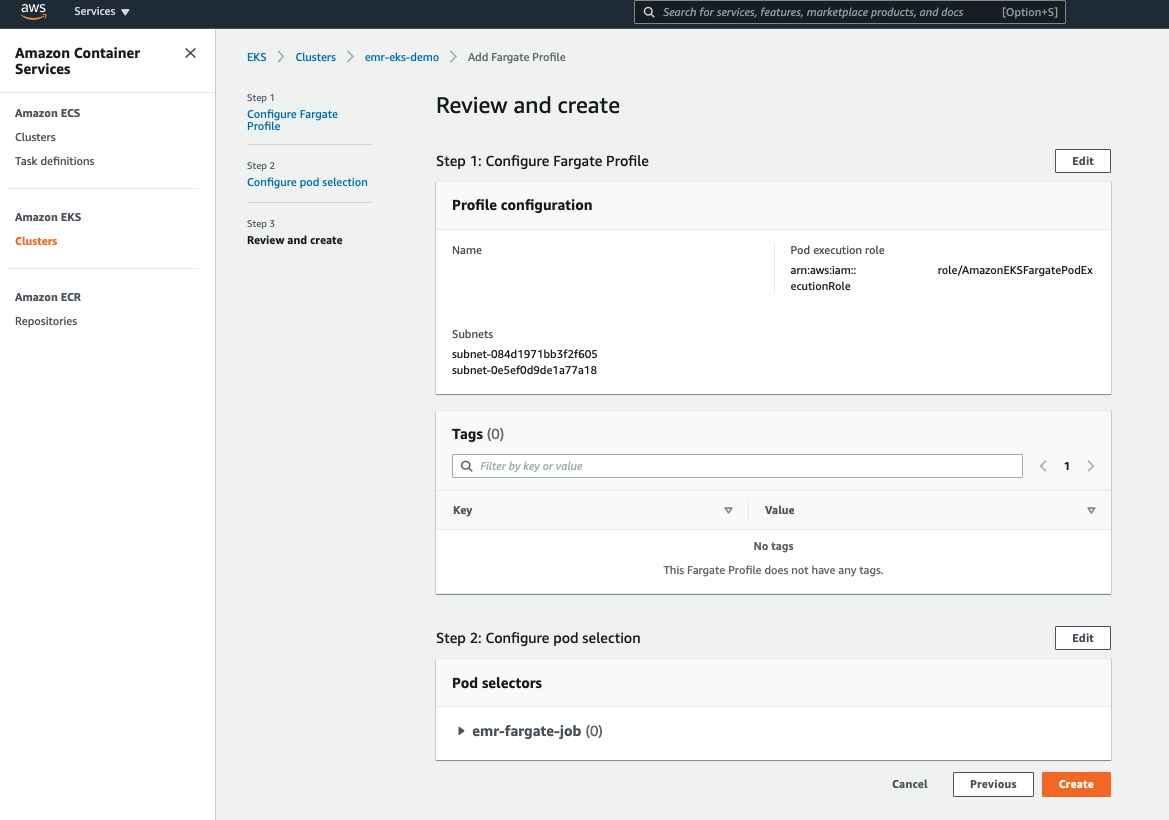 aws
Services
Search for services, features, marketplace products, and docs [Option+S]
Amazon Container
Services
Amazon ECS
Clusters
Task definitions
Amazon EKS
Clusters
Amazon ECR
Repositories
EKS Clusters emr-eks-demo Add Fargate Profile
Step 1
Configure Fargate
Profile
Step 2
Configure pod selection
Step 3
Review and create
Review and create
Step 1: Configure Fargate Profile
Edit
Profile configuration
Name
Pod execution role
arn:aws:iam:: role/AmazonEKSFargatePodEx
ecutionRole
Subnets
subnet-084d1971bb3f2f605
subnet-0e5ef0d9de1a77a18
Tags (0)
Filter by key or value
1
Key Value
No tags
This Fargate Profile does not have any tags.
Step 2: Configure pod selection
Edit
Pod selectors
emr-fargate-job (0)
Cancel Previous Create